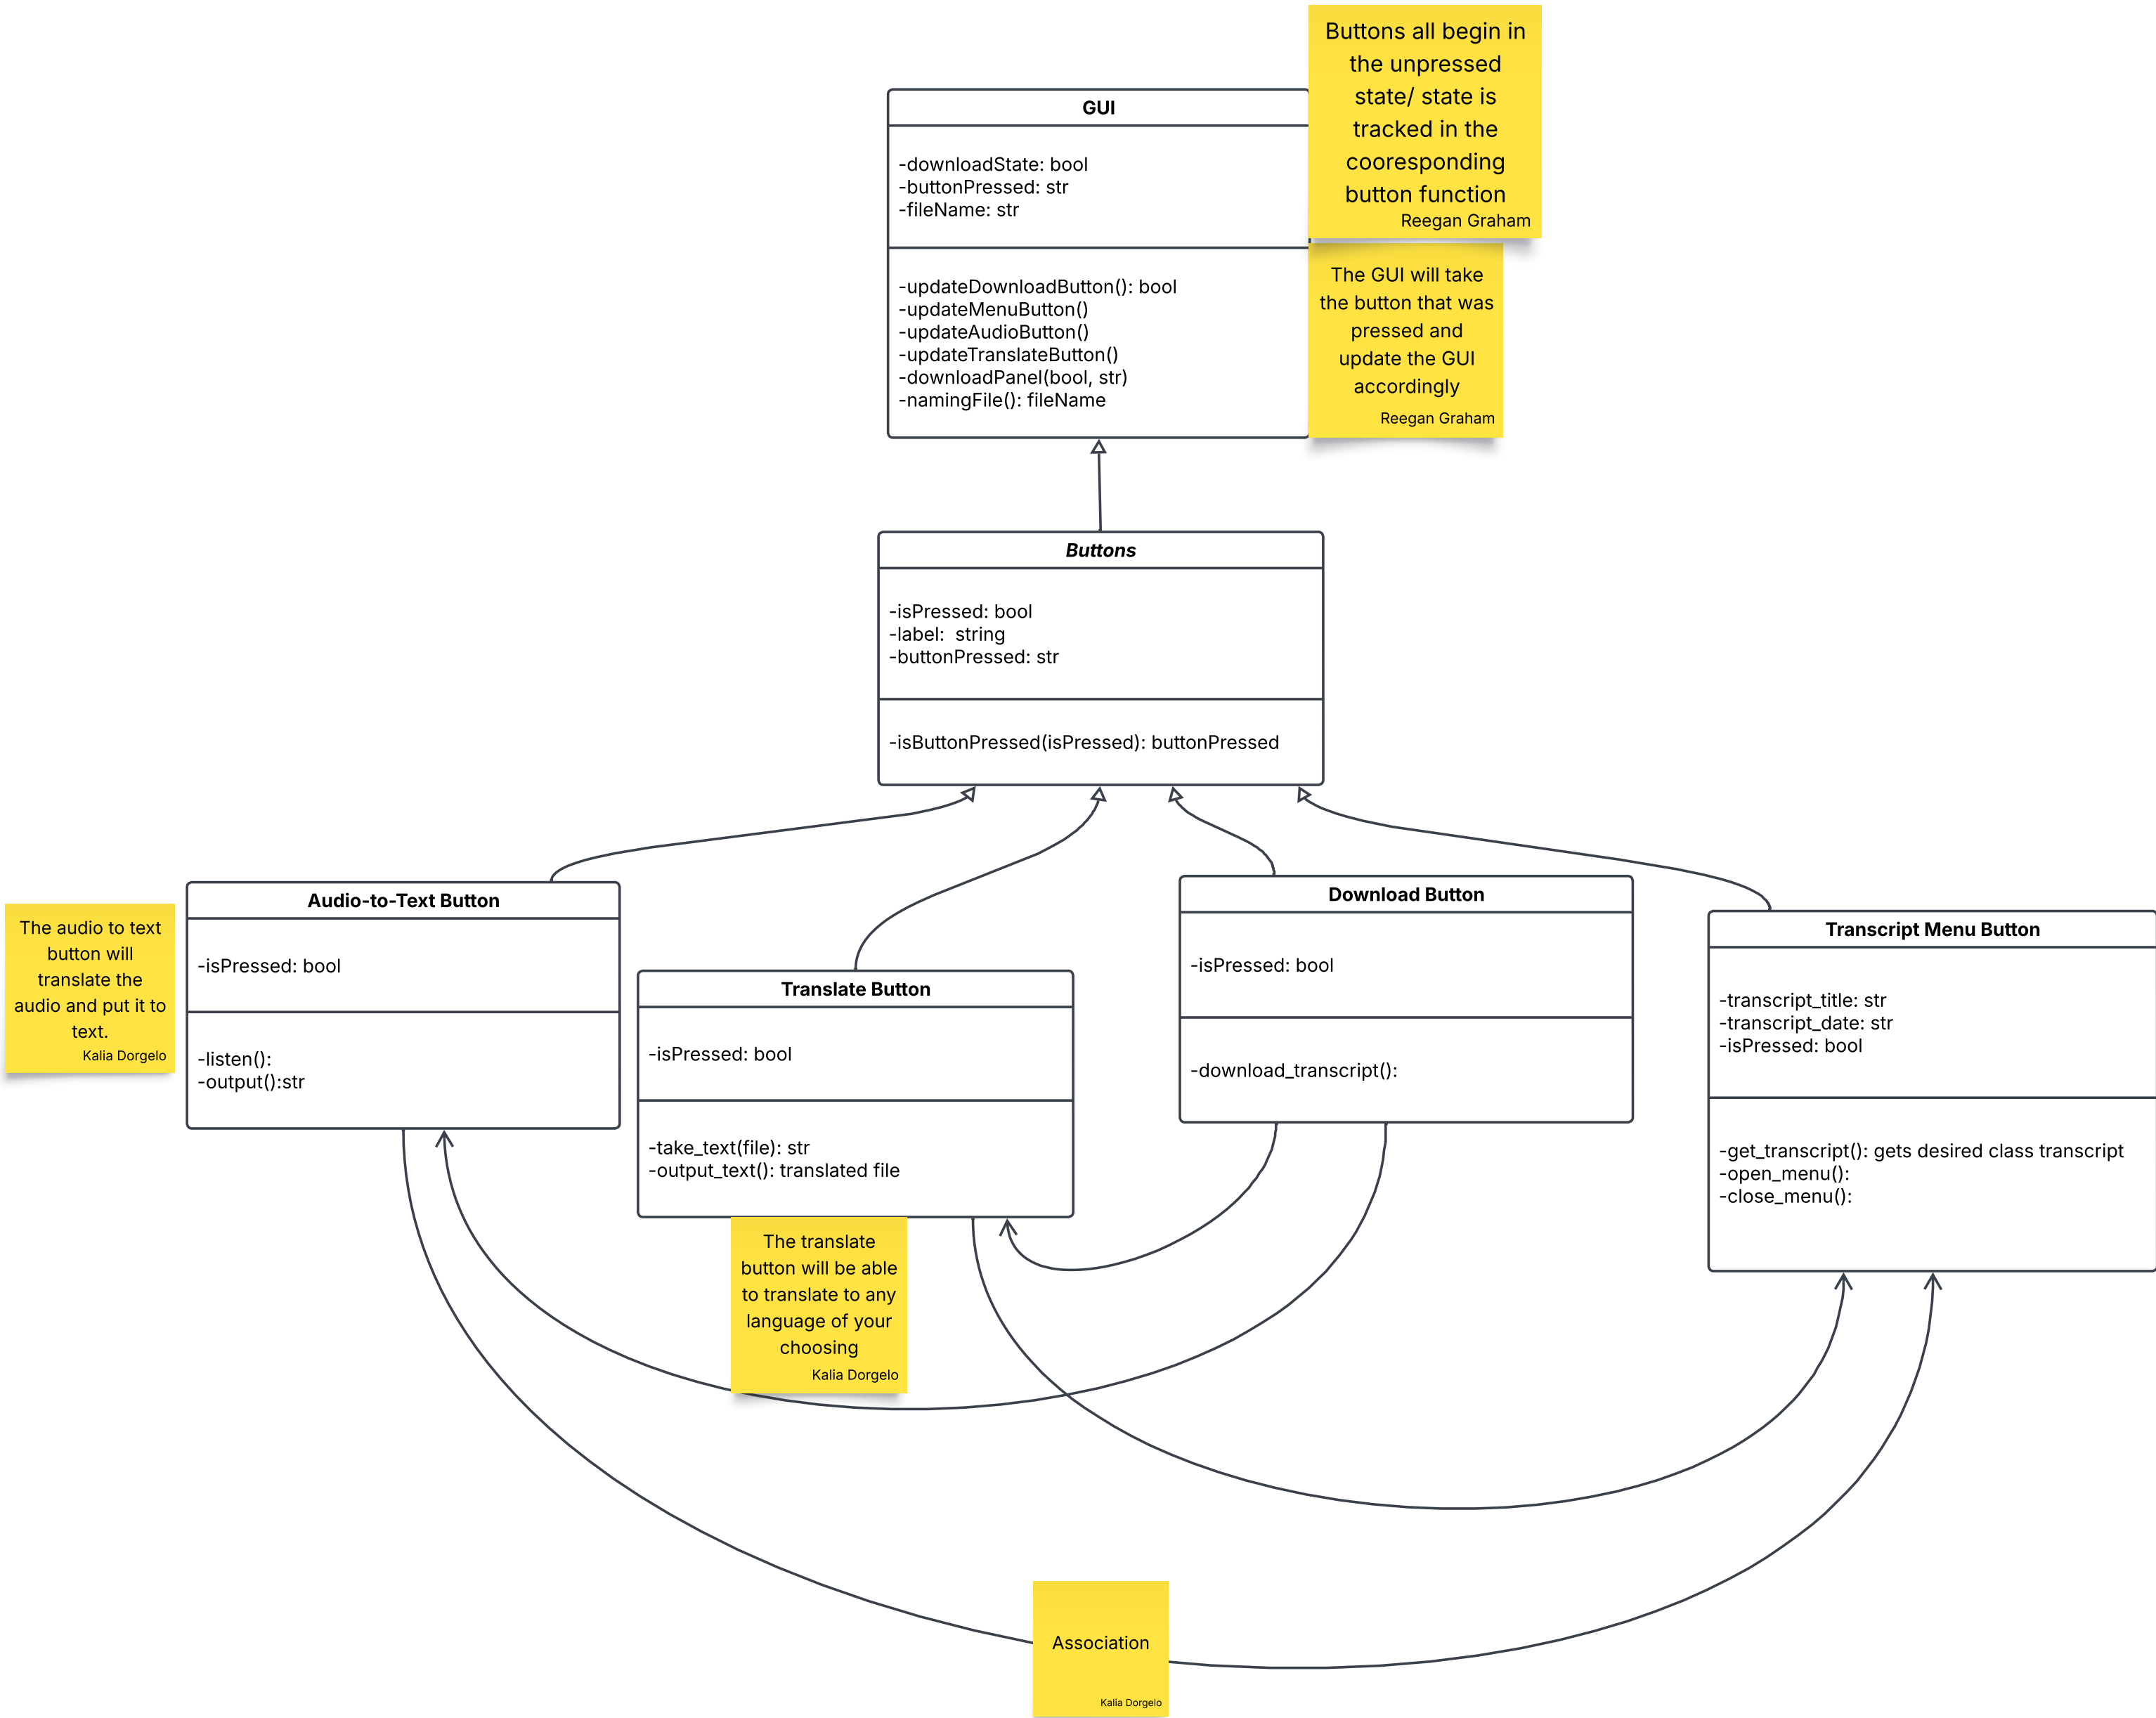 Buttons all begin in
the unpressed
state/ state is
tracked in the
cooresponding
button function
Reegan Graham
GUI
-downloadState: bool
-buttonPressed: str
-fileName: str
-updateDownloadButton(): bool
-updateMenuButton()
-updateAudioButton()
-updateTranslateButton()
-downloadPanel(bool, str)
-namingFile(): fileName
The GUI will take
the button that was
pressed and
update the GUI
accordingly
Reegan Graham
Buttons
-isPressed: bool
-label:  string
-buttonPressed: str
-isButtonPressed(isPressed): buttonPressed
The audio to text
button will
translate the
audio and put it to
text.
Kalia Dorgelo
Audio-to-Text Button
-isPressed: bool
-listen():
-output():str
Translate Button
-isPressed: bool
-take_text(file): str
-output_text(): translated file
The translate
button will be able
to translate to any
language of your
choosing
Kalia Dorgelo
Download Button
-isPressed: bool
-download_transcript():
Transcript Menu Button
-transcript_title: str
-transcript_date: str
-isPressed: bool
-get_transcript(): gets desired class transcript
-open_menu():
-close_menu():
Association
Kalia Dorgelo